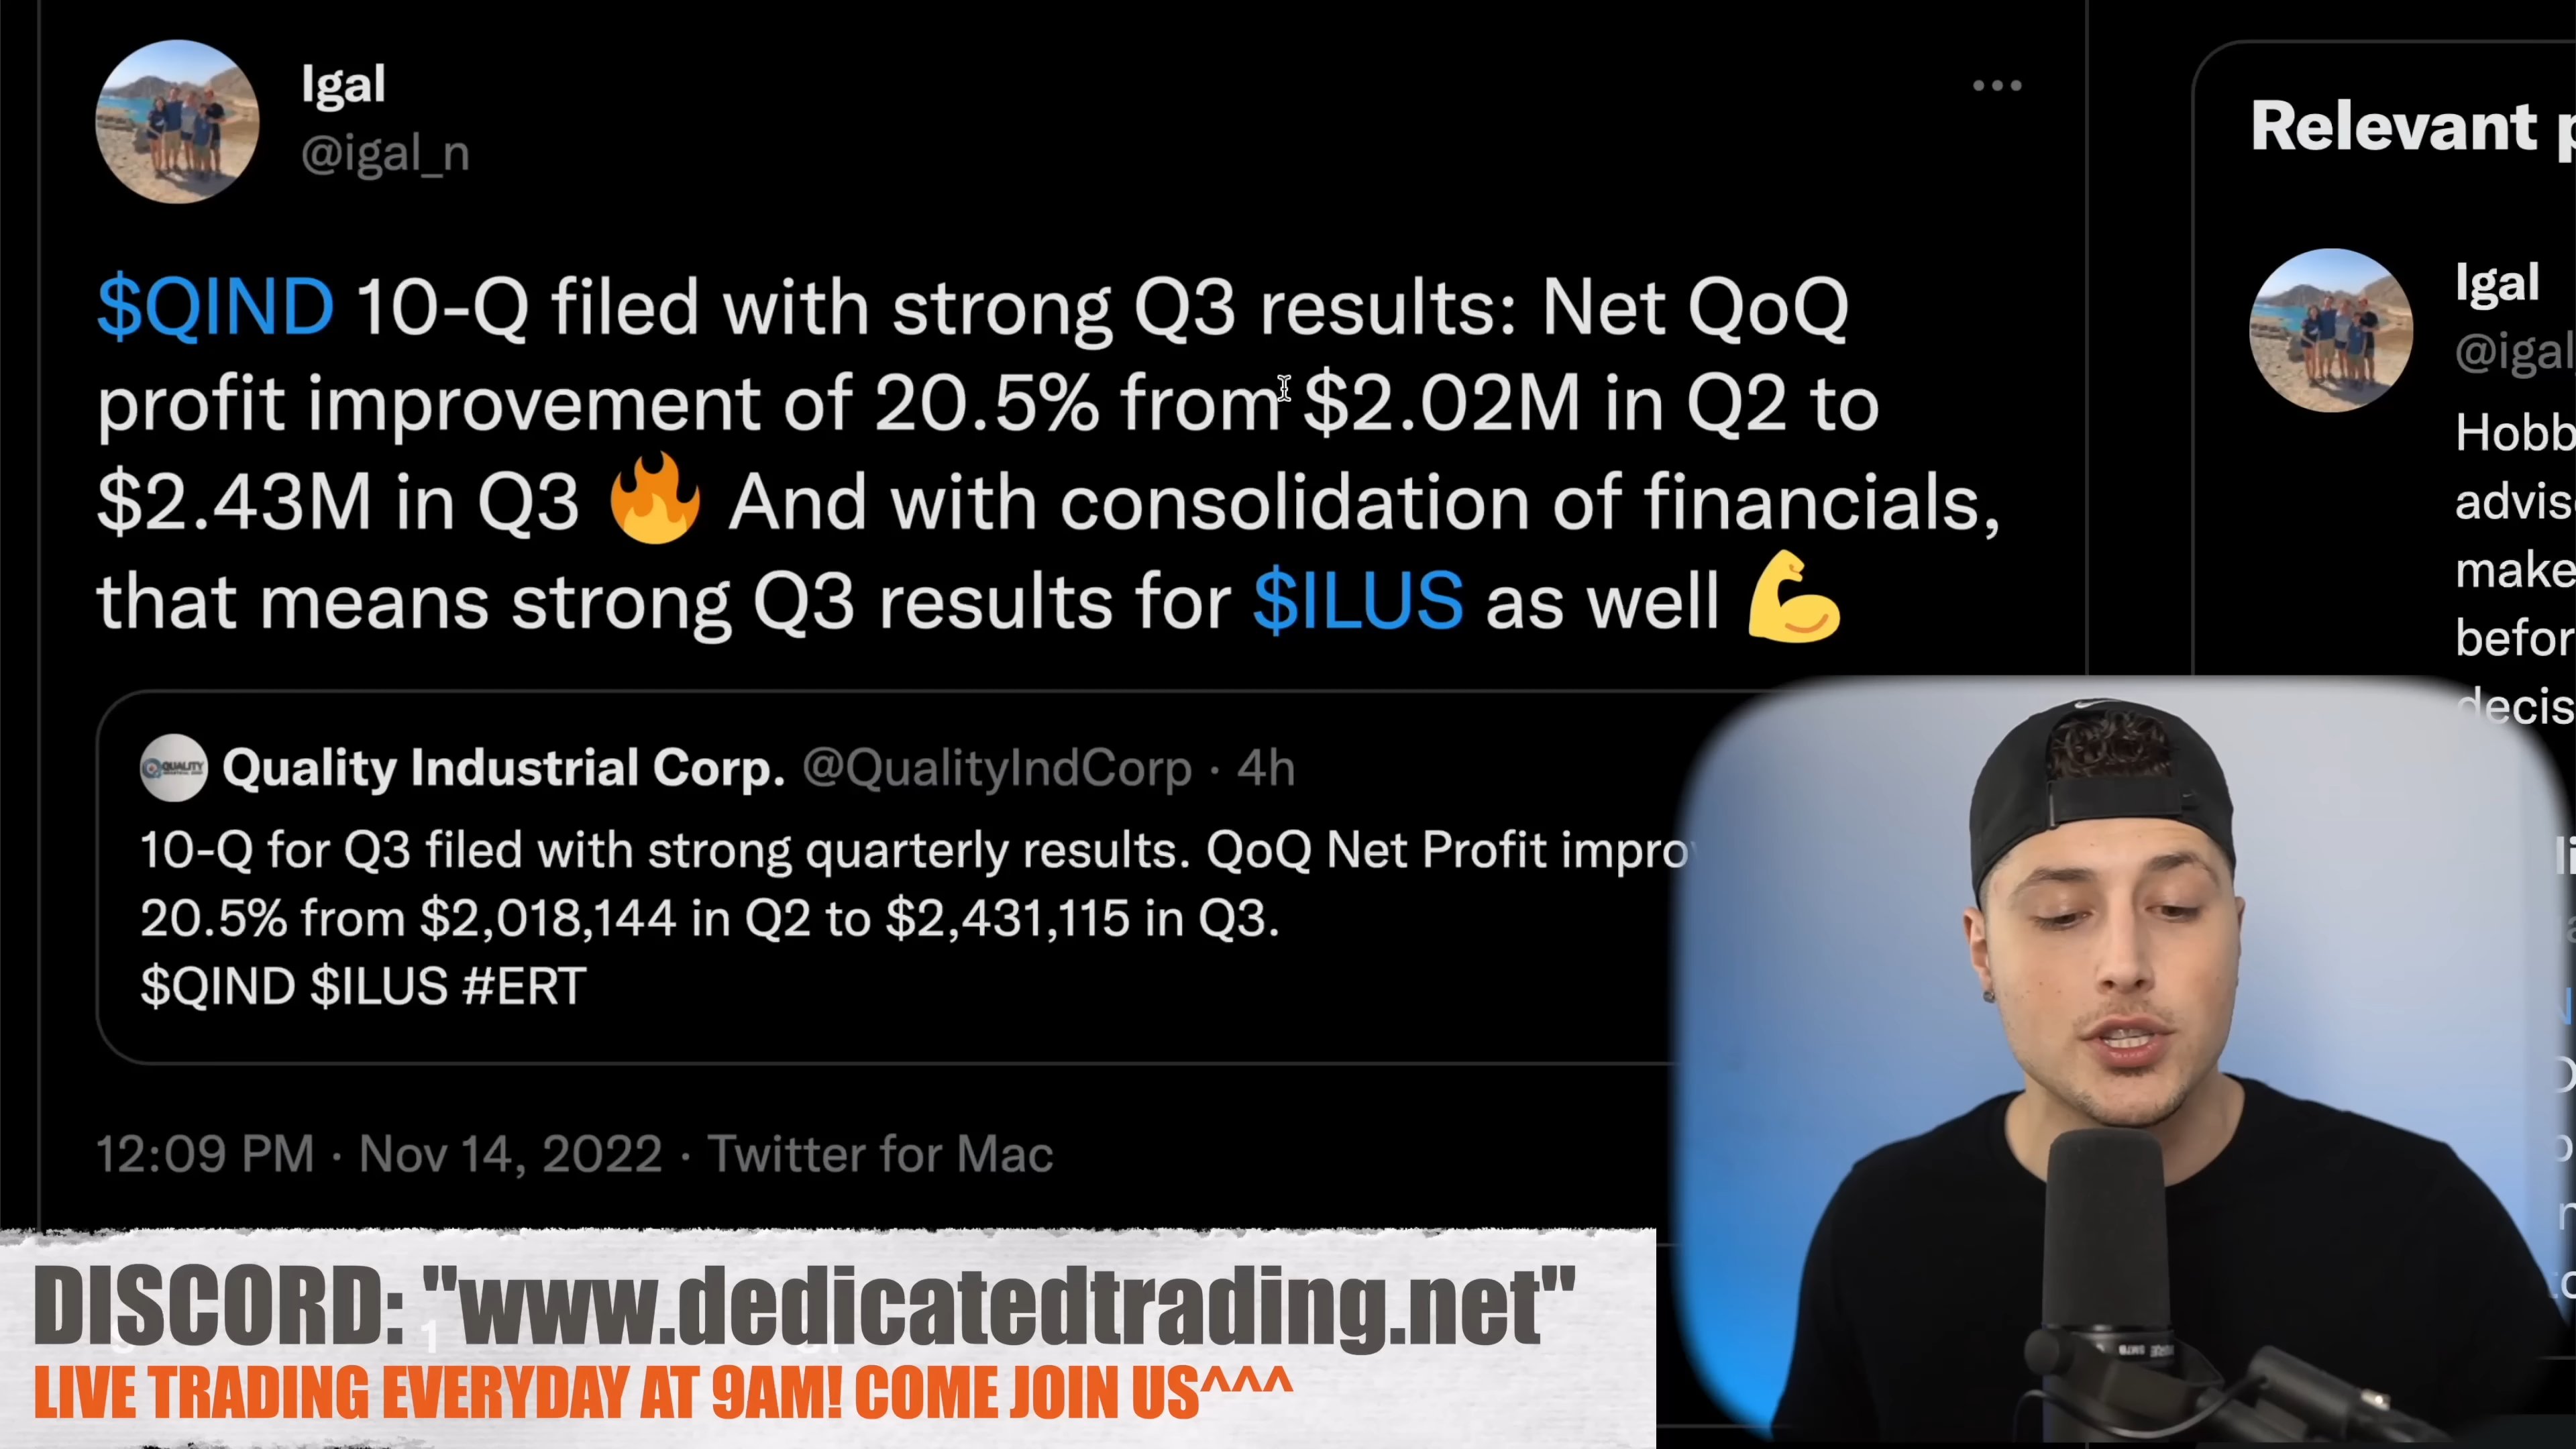 Igal
@igal_n
$QIND 10-Q filed with strong Q3 results: Net QoQ
profit improvement of 20.5% from $2.02M in Q2 to
$2.43M in Q3 🔥 And with consolidation of financials,
that means strong Q3 results for $ILUS as well 💪
QUALITY
Quality Industrial Corp. @QualityIndCorp · 4h
10-Q for Q3 filed with strong quarterly results. QoQ Net Profit impro
20.5% from $2,018,144 in Q2 to $2,431,115 in Q3.
$QIND $ILUS #ERT
12:09 PM · Nov 14, 2022 · Twitter for Mac
Relevant p
Igal
@igal
Hobb
advis
make
befor
decis
DISCORD: "www.dedicatedtrading.net"
LIVE TRADING EVERYDAY AT 9AM! COME JOIN US^^^